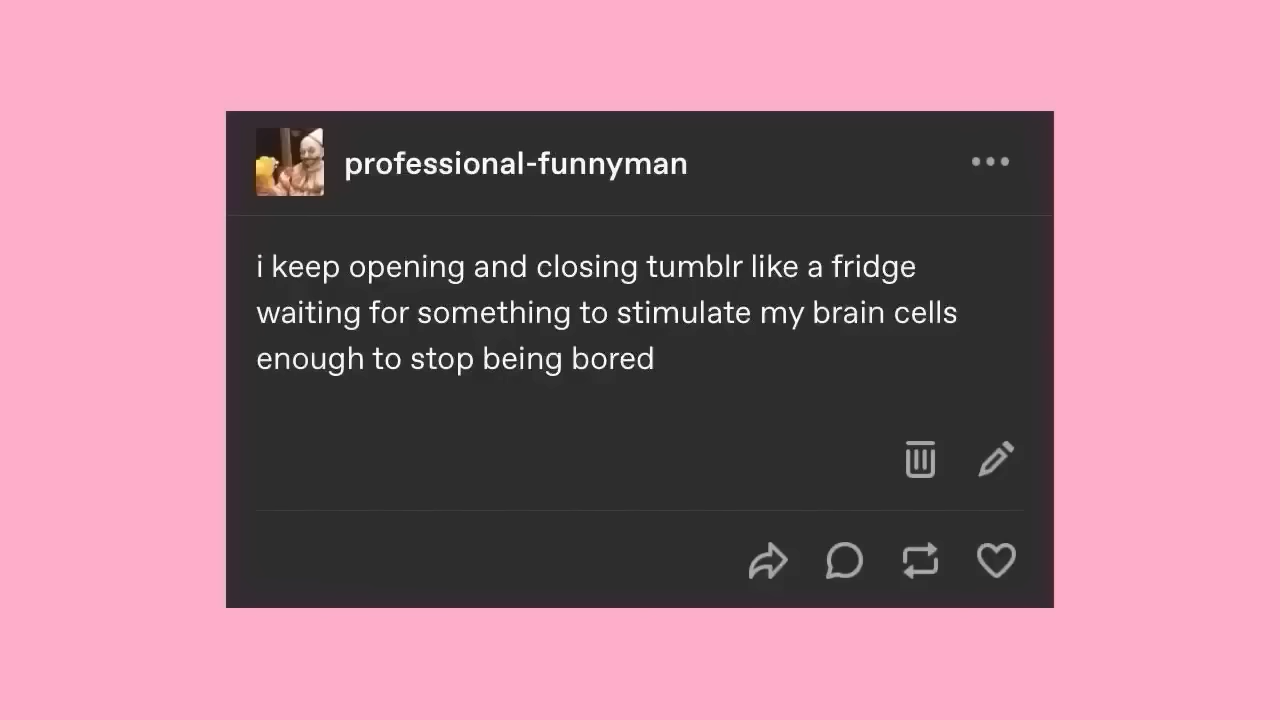 professional-funnyman
i keep opening and closing tumblr like a fridge
waiting for something to stimulate my brain cells
enough to stop being bored